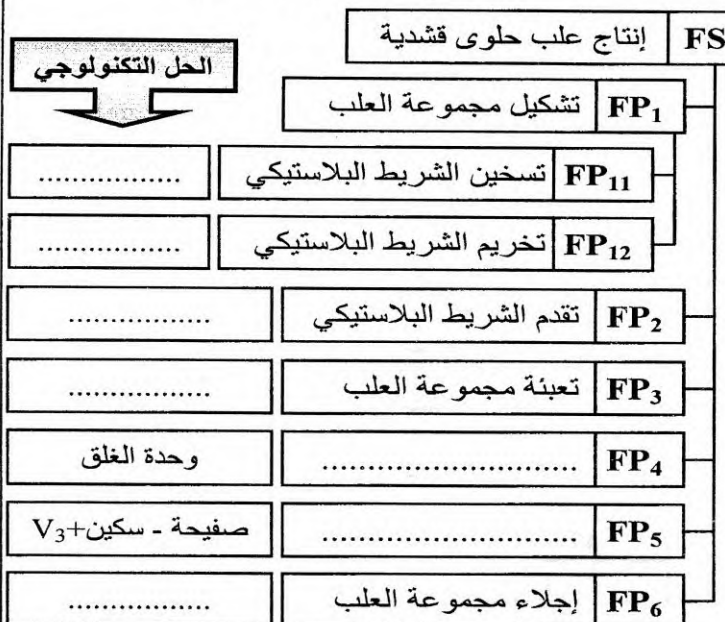 FS إنتاج علب حلوى قشدية
الحل التكنولوجي
FP₁ تشكيل مجموعة العلب
FP₁₁ تسخين الشريط البلاستيكي .................
FP₁₂ تخريم الشريط البلاستيكي .................
FP₂ تقدم الشريط البلاستيكي .................
FP₃ تعبئة مجموعة العلب .................
FP₄ ......................... وحدة الغلق
FP₅ ......................... صفيحة - سكين+V₃
FP₆ إجلاء مجموعة العلب .................